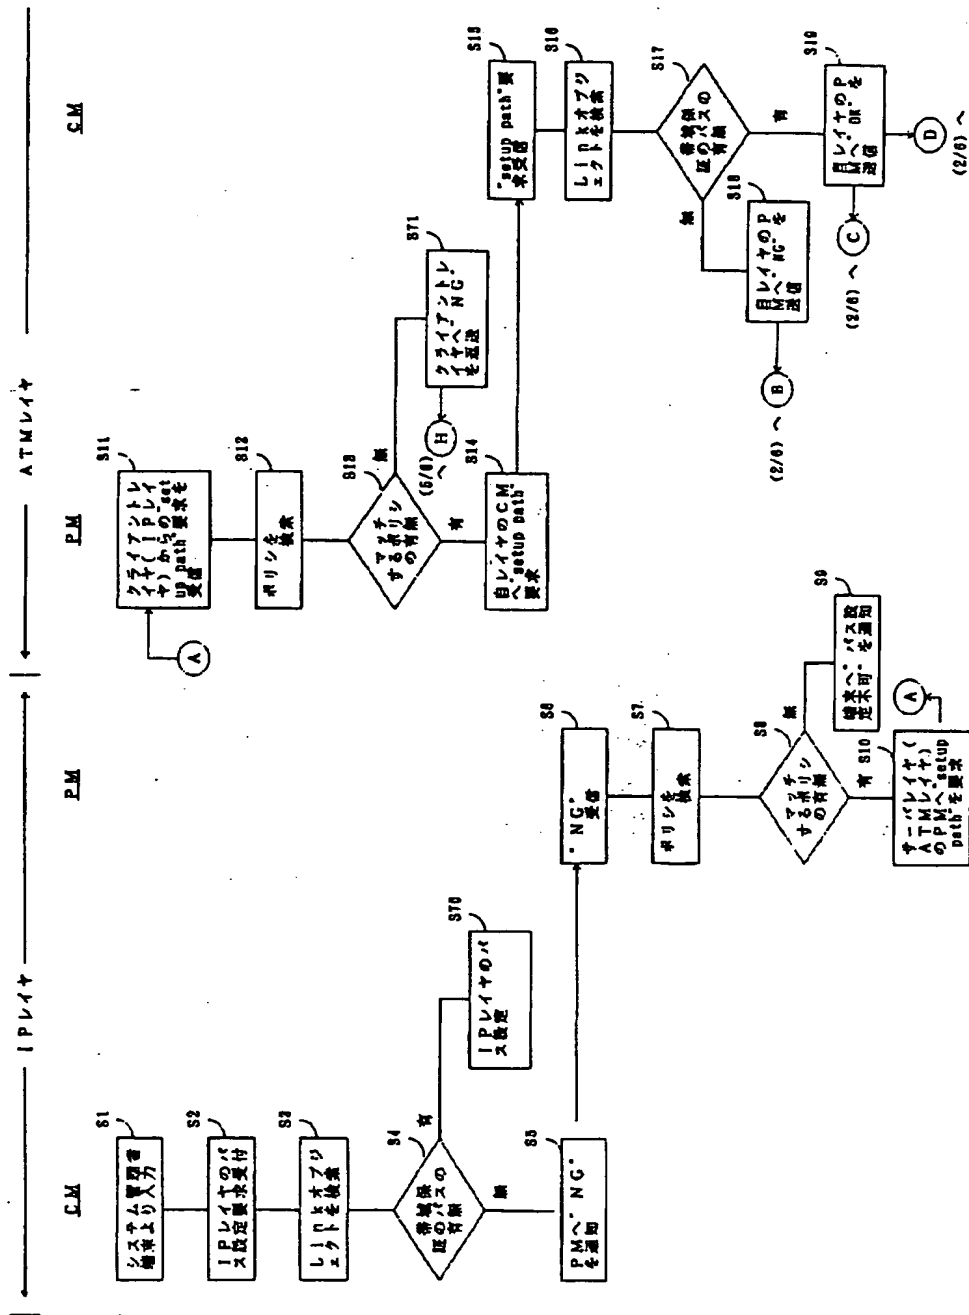 IPレイヤ
ATMレイヤ
CM
PM
PM
CM
S1
システム管理者
端末より入力
S2
IPレイヤのパ
ス設定要求受付
S3
Linkオブジ
ェクトを検索
S4
帯域保
証のパスの
有無
有
無
S70
IPレイヤのパ
ス設定
S5
PMへ"NG"
を通知
S6
"NG"
受信
S7
ポリシを
検索
S8
マッチ
するポリシ
の有無
無
有
S9
端末へ"パス設
定不可"を通知
S10
サーバレイヤ(
ATMレイヤ)
のPMへ"setup
path"を要求
A
A
S11
クライアントレ
イヤ(IPレイ
ヤ)からの"set
up path"要求を
受信
S12
ポリシを
検索
S13
マッチ
するポリシ
の有無
無
有
S71
クライアントレ
イヤへ"NG"
を返送
H
(5/6)
へ
S14
自レイヤのCM
へ"setup path"
要求
S15
"setup path"要
求受信
S16
Linkオブジ
ェクトを検索
S17
帯域保
証のパスの
有無
無
有
S18
自レイヤのP
Mへ"NG"を
送信
B
(2/6)へ
S19
自レイヤのP
Mへ"OK"を
送信
C
(2/6)へ
D
(2/6)へ